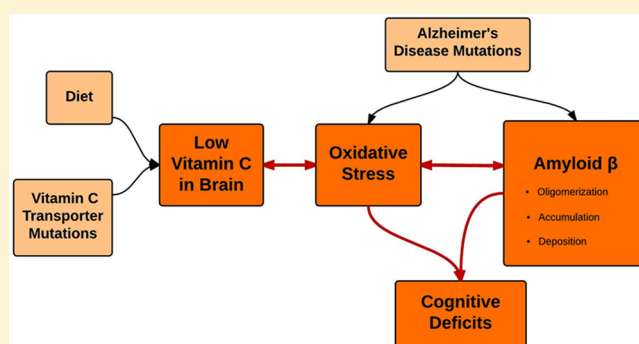 Alzheimer's
Disease Mutations
Diet
Low
Vitamin C
in Brain
Oxidative
Stress
Amyloid β
• Oligomerization
• Accumulation
• Deposition
Vitamin C
Transporter
Mutations
Cognitive
Deficits